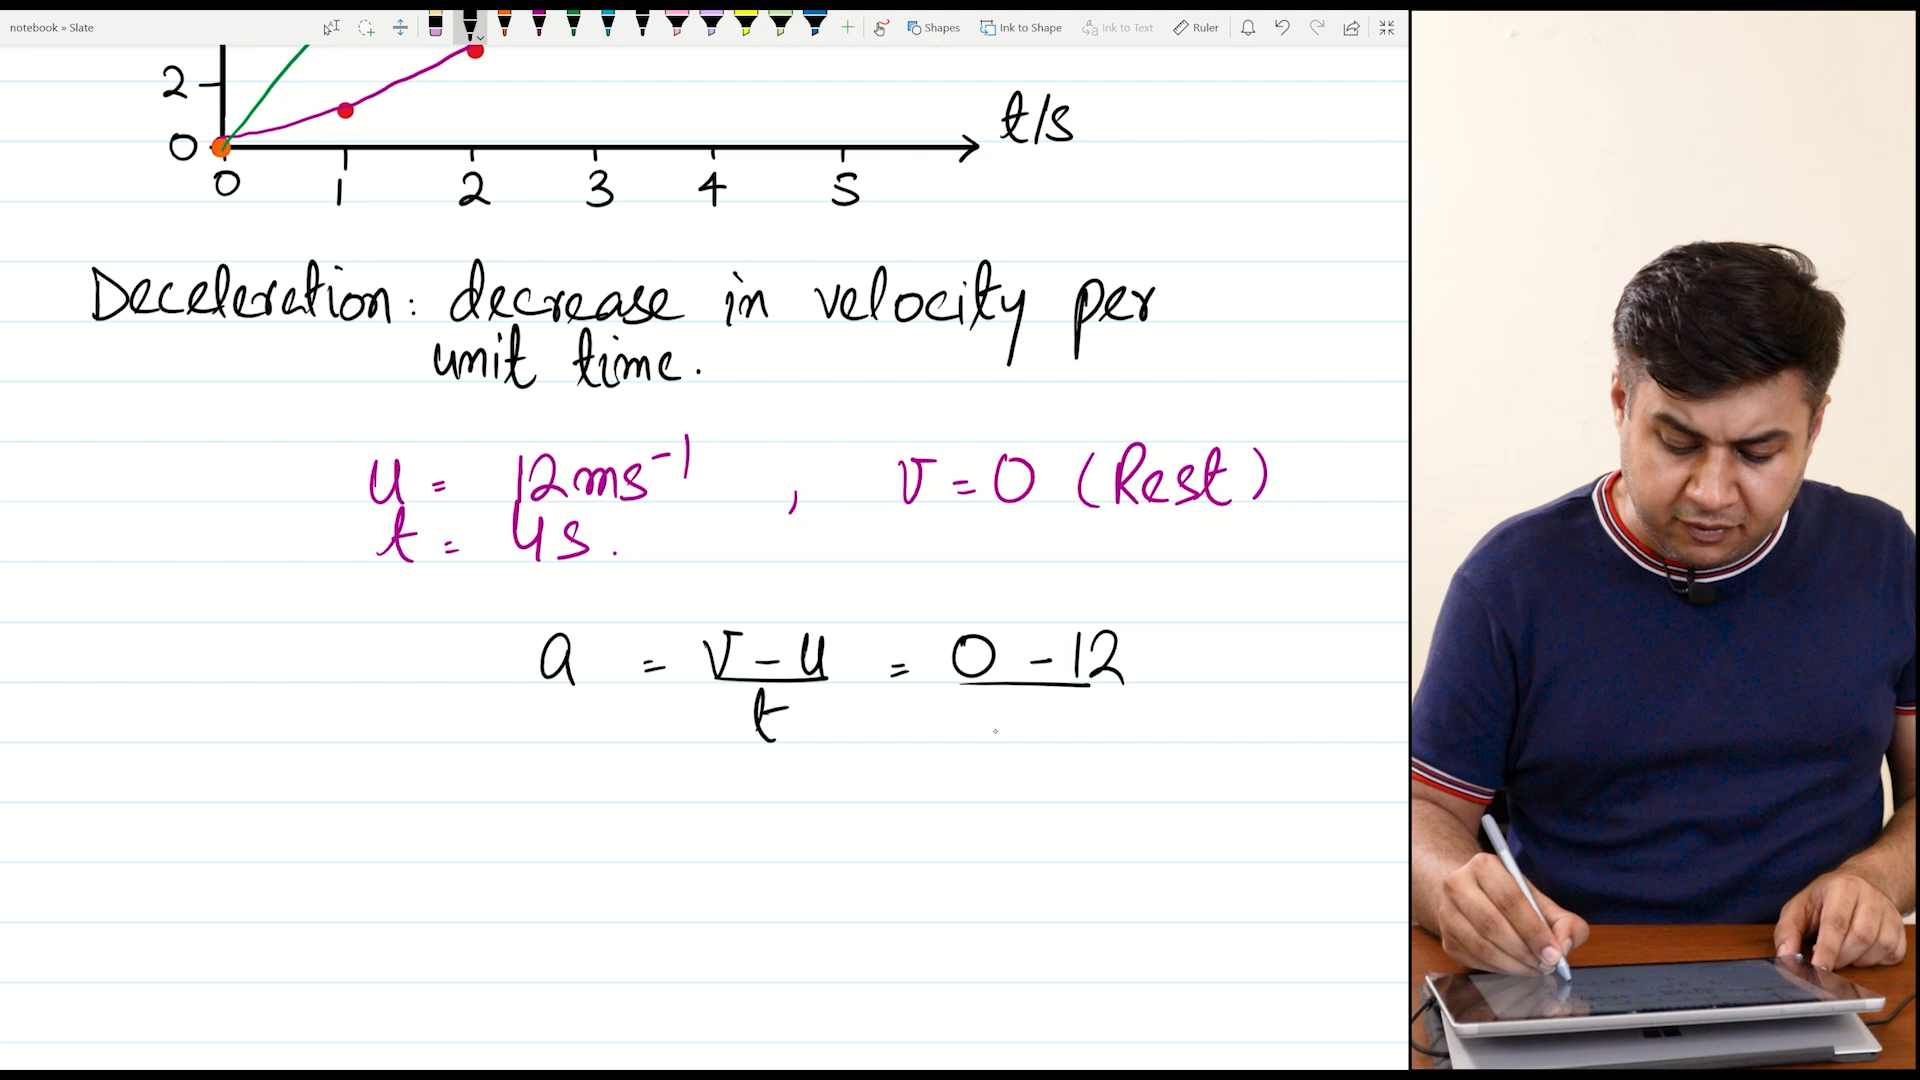 notebook » Slate
Shapes Ink to Shape Ink to Text Ruler
2
t/s
0
0 1 2 3 4 5
Deceleration: decrease in velocity per
unit time.
u = 12ms⁻¹ , v = 0 (Rest)
t = 4s.
a = v - u / t = 0 - 12